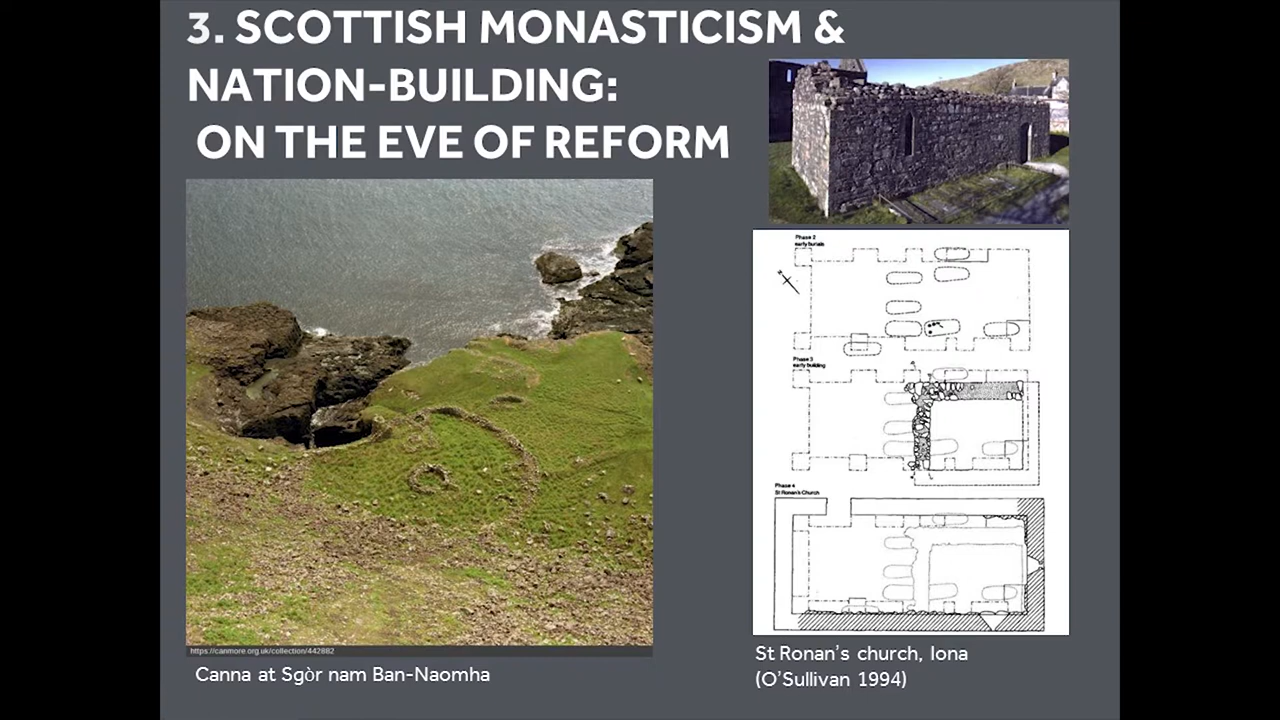 3. SCOTTISH MONASTICISM &
NATION-BUILDING:
ON THE EVE OF REFORM
Phase 2
early burials
Phase 3
early building
Phase 4
St Ronan's Church
https://canmore.org.uk/collection/442882
Canna at Sgòr nam Ban-Naomha
St Ronan's church, Iona
(O'Sullivan 1994)